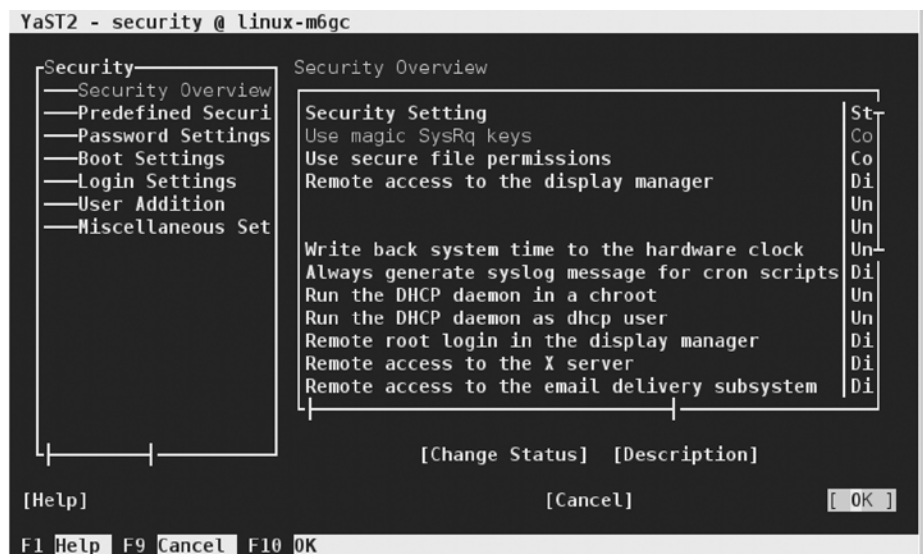 YaST2 - security @ linux-m6gc
Security
Security Overview
Predefined Securi
Password Settings
Boot Settings
Login Settings
User Addition
Miscellaneous Set
Security Overview
Security Setting St
Use magic SysRq keys Co
Use secure file permissions Co
Remote access to the display manager Di
Un
Un
Write back system time to the hardware clock Un
Always generate syslog message for cron scripts Di
Run the DHCP daemon in a chroot Un
Run the DHCP daemon as dhcp user Un
Remote root login in the display manager Di
Remote access to the X server Di
Remote access to the email delivery subsystem Di
[Change Status] [Description]
[Help] [Cancel] [ OK ]
F1 Help F9 Cancel F10 OK